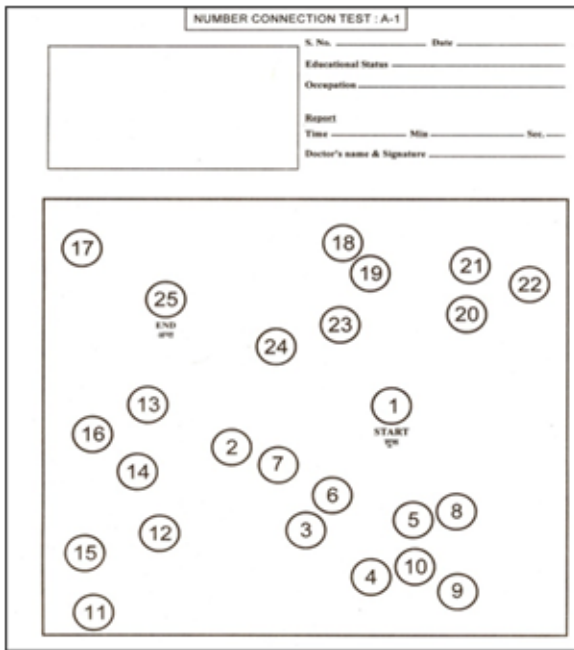 NUMBER CONNECTION TEST : A-1
S. No. Date
Educational Status
Occupation
Report
Time Min Sec.
Doctor's name & Signature
17
18
19
21
22
25
END
20
23
24
13
1
START
शुरू
16
2
7
14
6
3
5
8
12
15
4
10
9
11